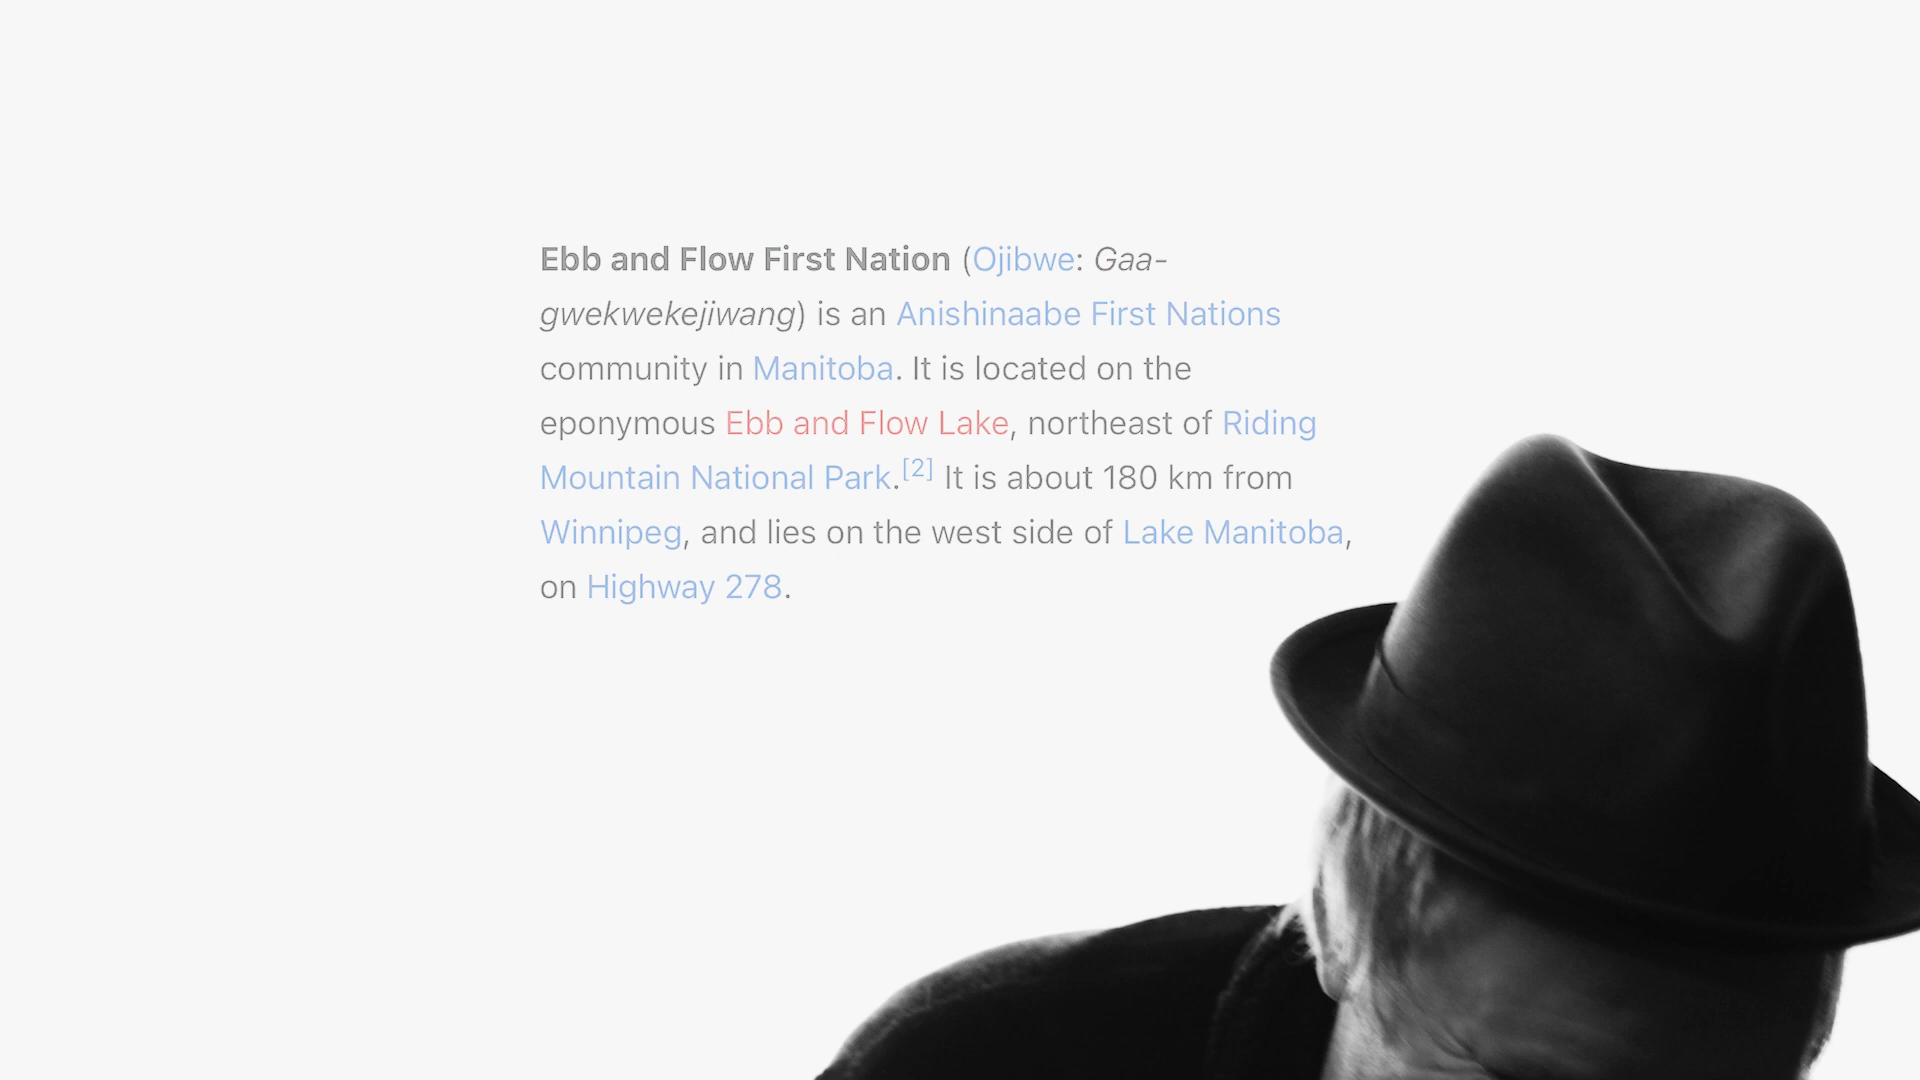 Ebb and Flow First Nation (Ojibwe: Gaa-
gwekwekejiwang) is an Anishinaabe First Nations
community in Manitoba. It is located on the
eponymous Ebb and Flow Lake, northeast of Riding
Mountain National Park.[2] It is about 180 km from
Winnipeg, and lies on the west side of Lake Manitoba,
on Highway 278.